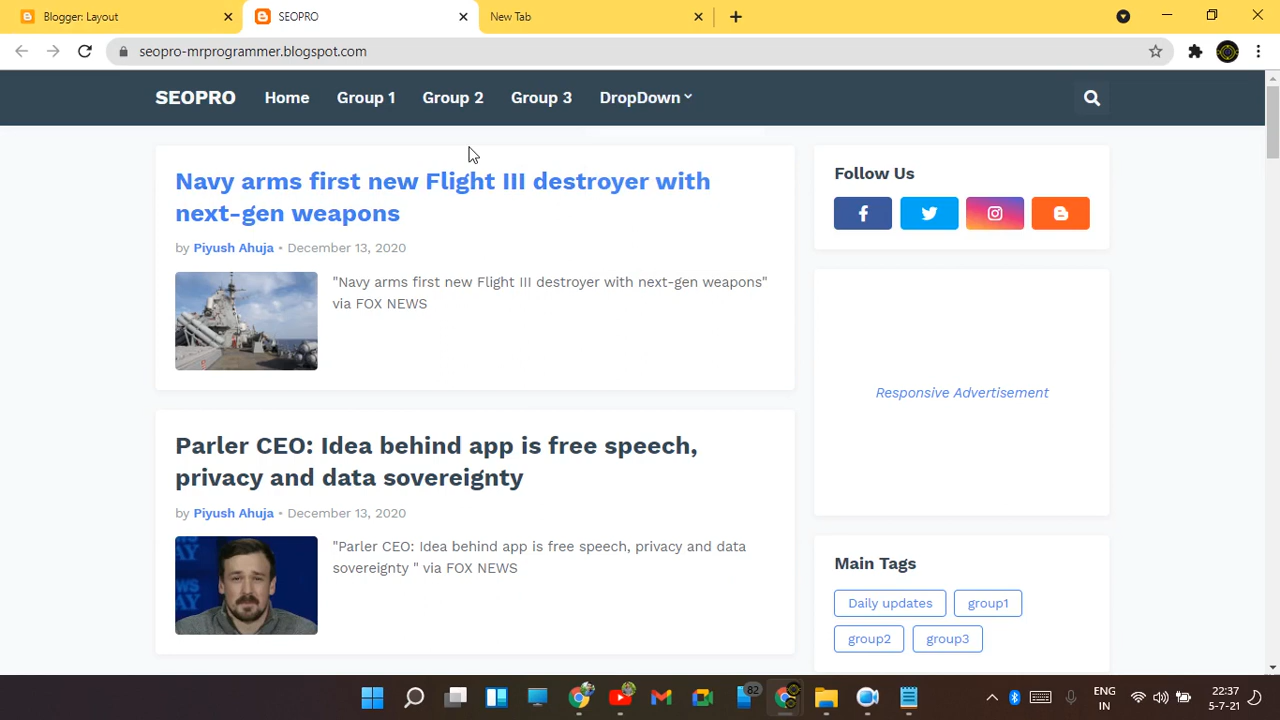 Blogger: Layout
SEOPRO
New Tab
seopro-mrprogrammer.blogspot.com
SEOPRO Home Group 1 Group 2 Group 3 DropDown
Navy arms first new Flight III destroyer with
next-gen weapons
by Piyush Ahuja • December 13, 2020
"Navy arms first new Flight III destroyer with next-gen weapons"
via FOX NEWS
Parler CEO: Idea behind app is free speech,
privacy and data sovereignty
by Piyush Ahuja • December 13, 2020
"Parler CEO: Idea behind app is free speech, privacy and data
sovereignty " via FOX NEWS
Follow Us
Responsive Advertisement
Main Tags
Daily updates group1
group2 group3
82
ENG
IN
22:37
5-7-21